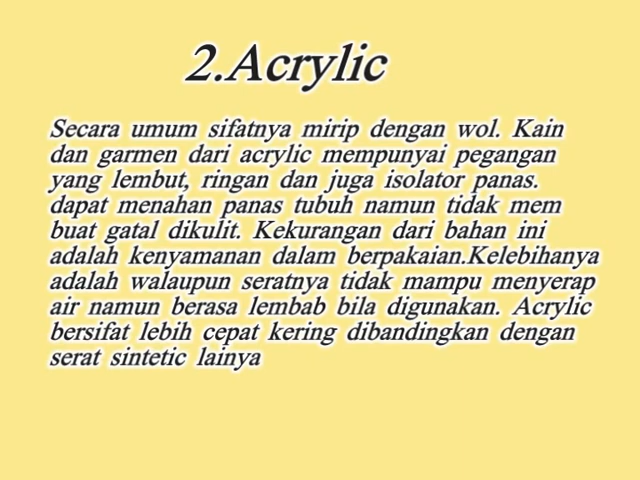 2.Acrylic
Secara umum sifatnya mirip dengan wol. Kain
dan garmen dari acrylic mempunyai pegangan
yang lembut, ringan dan juga isolator panas.
dapat menahan panas tubuh namun tidak mem
buat gatal dikulit. Kekurangan dari bahan ini
adalah kenyamanan dalam berpakaian.Kelebihanya
adalah walaupun seratnya tidak mampu menyerap
air namun berasa lembab bila digunakan. Acrylic
bersifat lebih cepat kering dibandingkan dengan
serat sintetic lainya